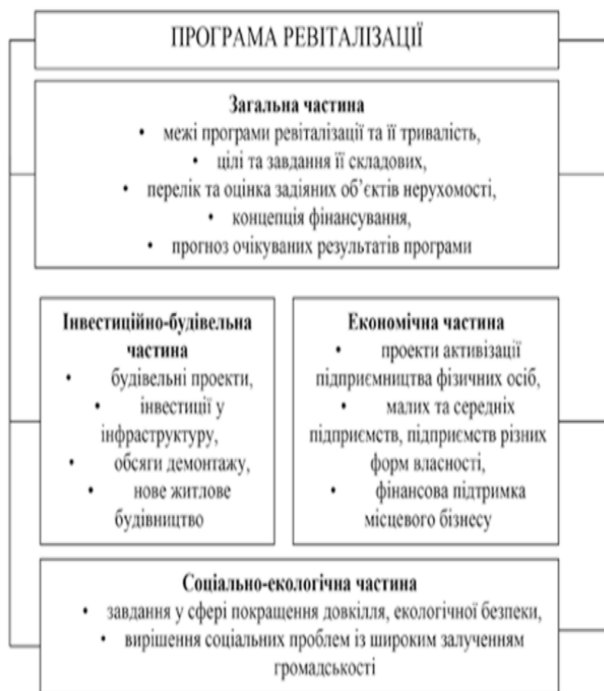 ПРОГРАМА РЕВІТАЛІЗАЦІЇ
Загальна частина
• межі програми ревіталізації та її тривалість,
• цілі та завдання її складових,
• перелік та оцінка задіяних об’єктів нерухомості,
• концепція фінансування,
• прогноз очікуваних результатів програми
Інвестиційно-будівельна
частина
• будівельні проекти,
• інвестиції у
інфраструктуру,
• обсяги демонтажу,
• нове житлове
будівництво
Економічна частина
• проекти активізації
підприємництва фізичних осіб,
• малих та середніх
підприємств, підприємств різних
форм власності,
• фінансова підтримка
місцевого бізнесу
Соціально-екологічна частина
• завдання у сфері покращення довкілля, екологічної безпеки,
• вирішення соціальних проблем із широким залученням
громадськості